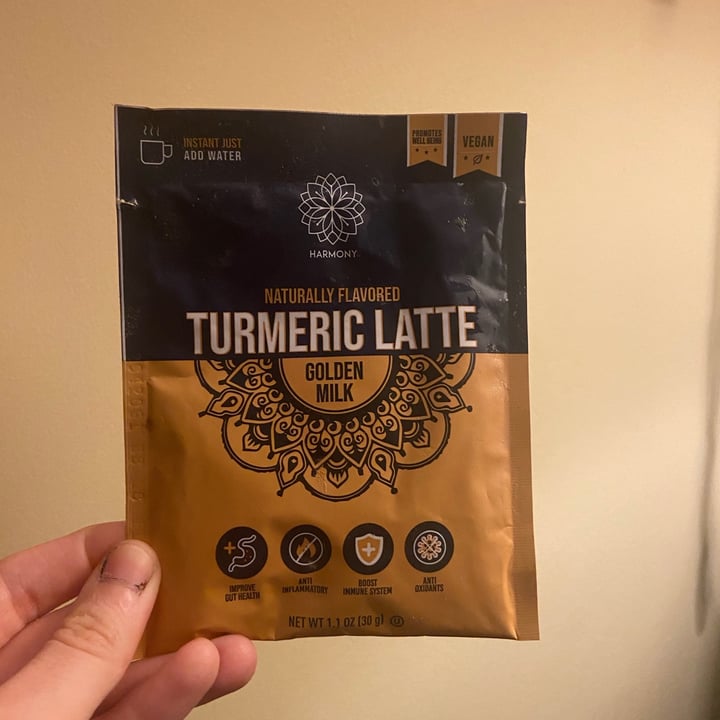 INSTANT JUST
ADD WATER
PROMOTES
WELL BEING
VEGAN
HARMONY
NATURALLY FLAVORED
TURMERIC LATTE
GOLDEN
MILK
IMPROVE
GUT HEALTH
ANTI
INFLAMMATORY
BOOST
IMMUNE SYSTEM
ANTI
OXIDANTS
NET WT 1.1 OZ (30 g) U